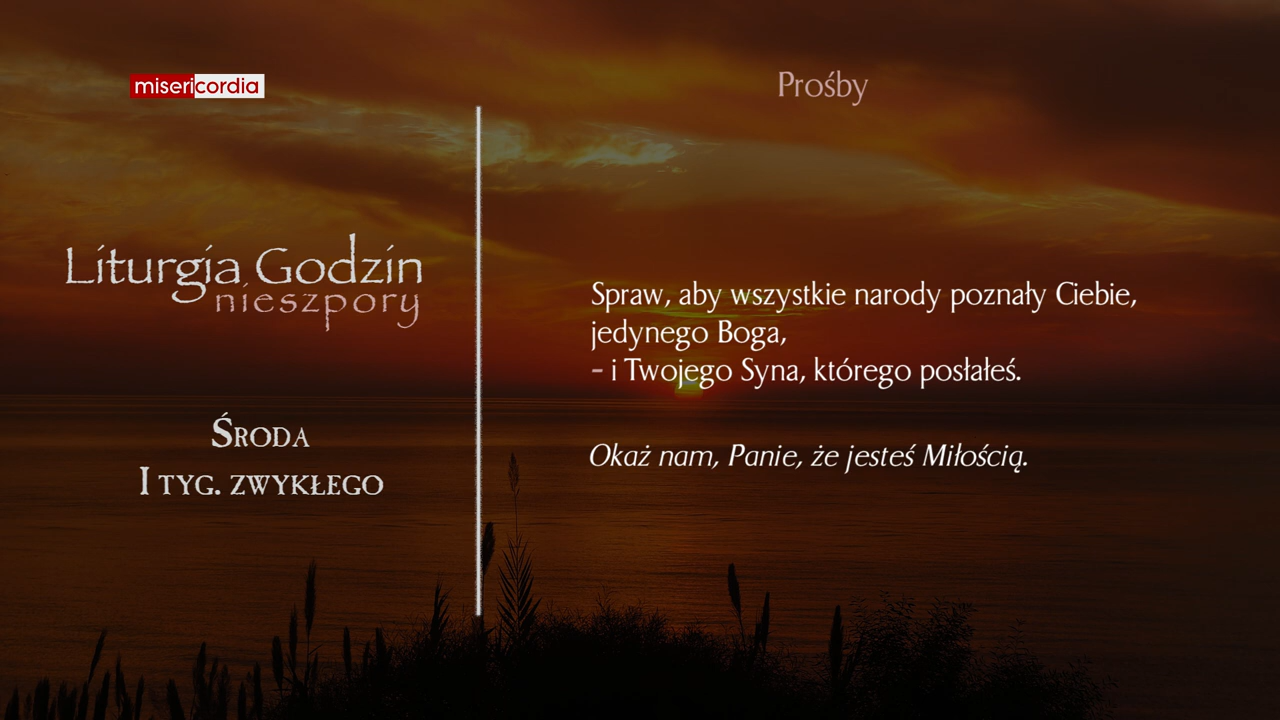 misericordia
Liturgia Godzin
nieszpory
Środa
I tyg. zwykłego
Prośby
Spraw, aby wszystkie narody poznały Ciebie,
jedynego Boga,
- i Twojego Syna, którego posłałeś.
Okaż nam, Panie, że jesteś Miłością.